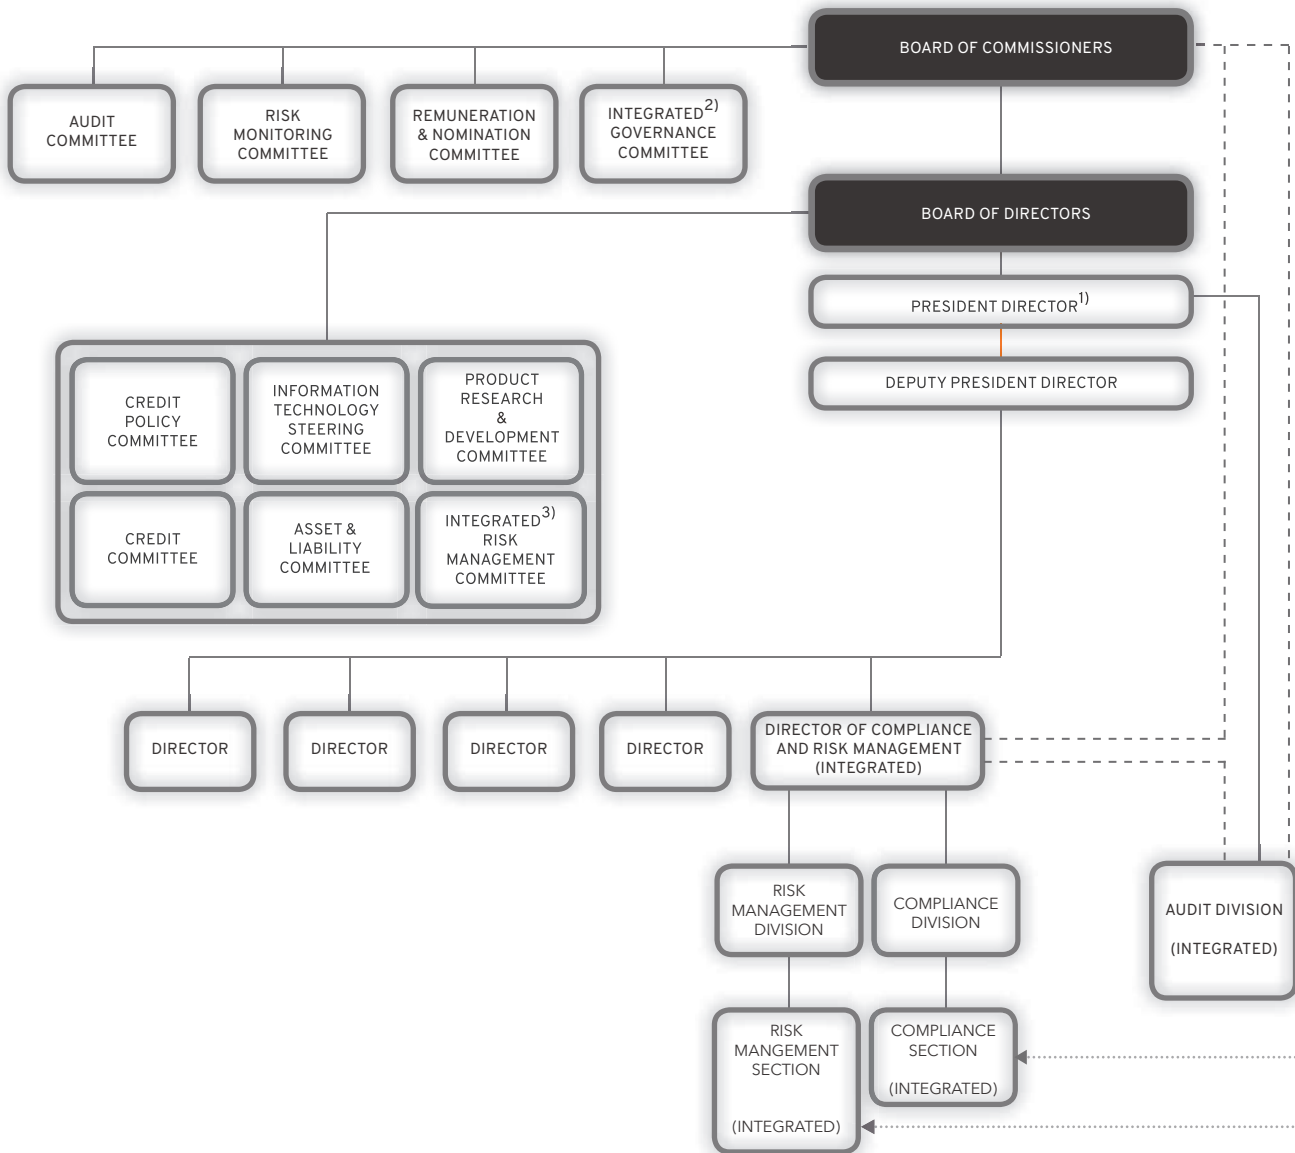 BOARD OF COMMISSIONERS
AUDIT
COMMITTEE
RISK
MONITORING
COMMITTEE
REMUNERATION
& NOMINATION
COMMITTEE
INTEGRATED2)
GOVERNANCE
COMMITTEE
BOARD OF DIRECTORS
PRESIDENT DIRECTOR1)
DEPUTY PRESIDENT DIRECTOR
CREDIT
POLICY
COMMITTEE
INFORMATION
TECHNOLOGY
STEERING
COMMITTEE
PRODUCT
RESEARCH
&
DEVELOPMENT
COMMITTEE
CREDIT
COMMITTEE
ASSET &
LIABILITY
COMMITTEE
INTEGRATED3)
RISK
MANAGEMENT
COMMITTEE
DIRECTOR
DIRECTOR
DIRECTOR
DIRECTOR
DIRECTOR OF COMPLIANCE
AND RISK MANAGEMENT
(INTEGRATED)
RISK
MANAGEMENT
DIVISION
COMPLIANCE
DIVISION
AUDIT DIVISION
(INTEGRATED)
RISK
MANGEMENT
SECTION
(INTEGRATED)
COMPLIANCE
SECTION
(INTEGRATED)